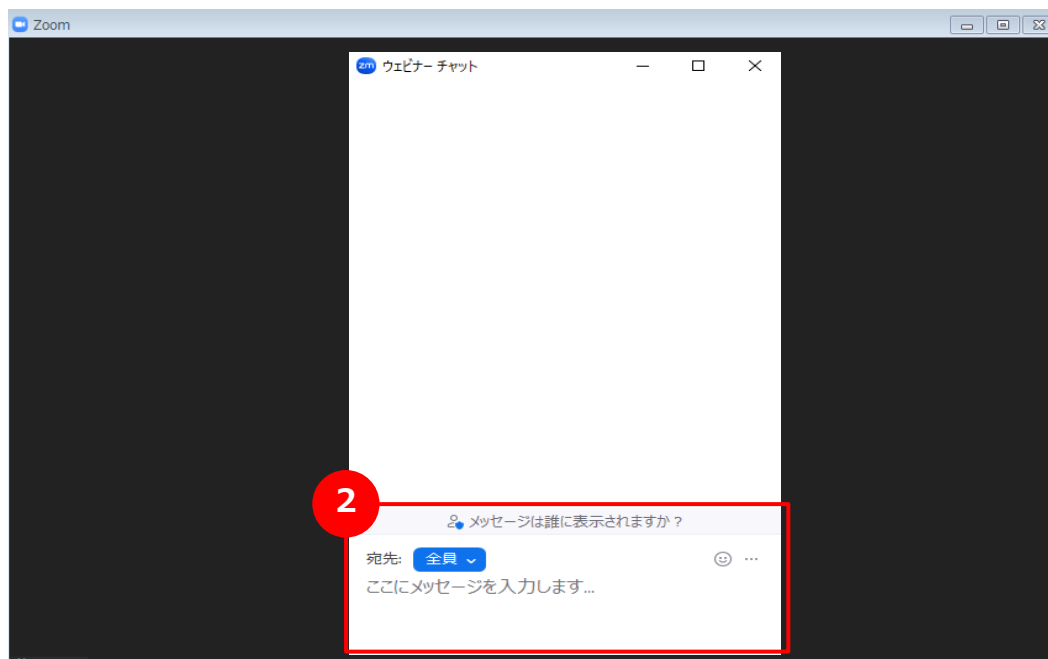 Zoom
zm ウェビナー チャット
2
メッセージは誰に表示されますか？
宛先: 全員
ここにメッセージを入力します...